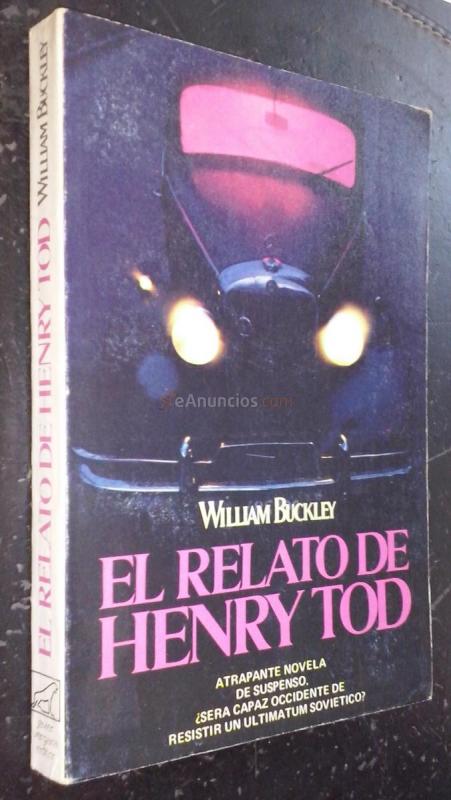 WILLIAM BUCKLEY
EL RELATO DE HENRY TOD
eAnuncios.com
WILLIAM BUCKLEY
EL RELATO DE
HENRY TOD
ATRAPANTE NOVELA
DE SUSPENSO.
¿SERA CAPAZ OCCIDENTE DE
RESISTIR UN ULTIMATUM SOVIETICO?